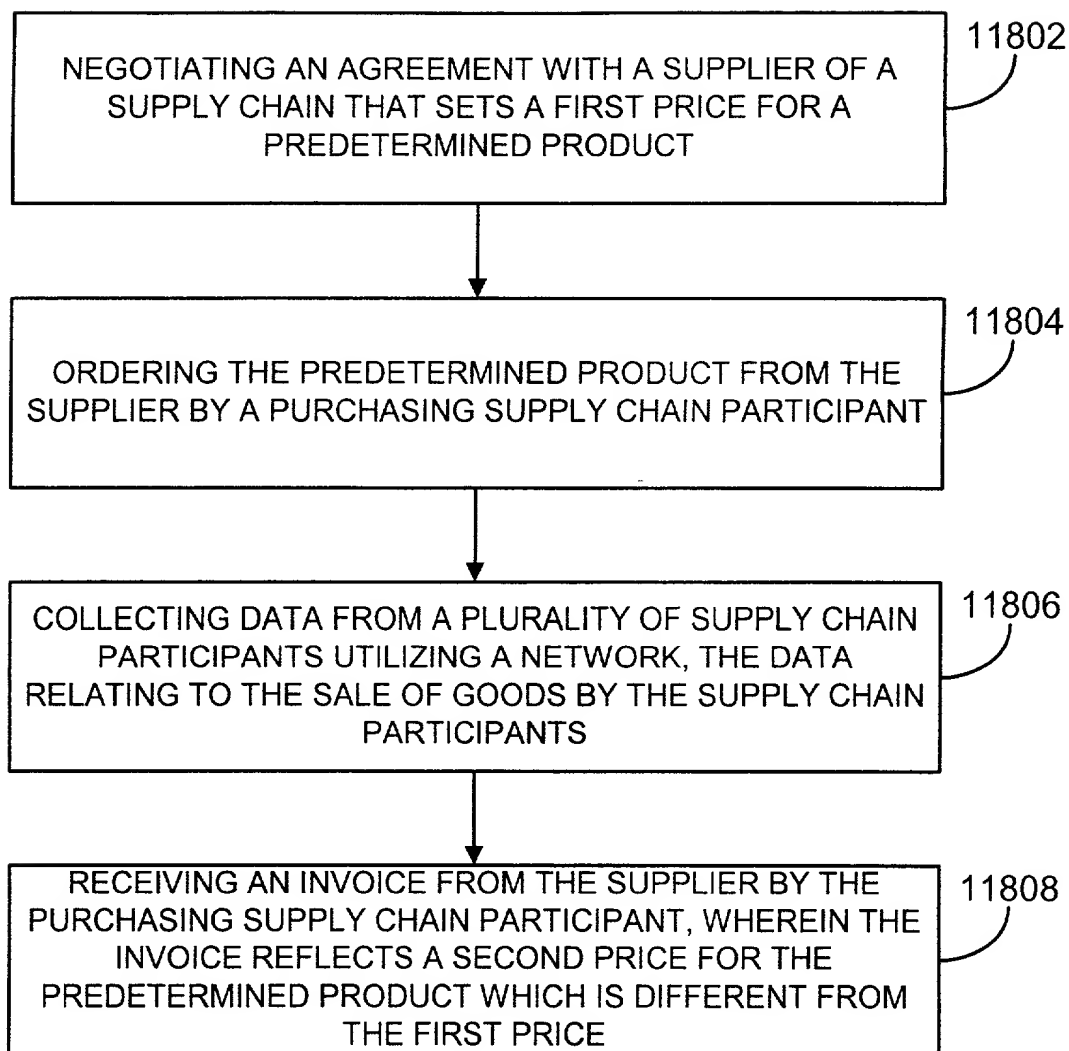 11802
NEGOTIATING AN AGREEMENT WITH A SUPPLIER OF A
SUPPLY CHAIN THAT SETS A FIRST PRICE FOR A
PREDETERMINED PRODUCT
11804
ORDERING THE PREDETERMINED PRODUCT FROM THE
SUPPLIER BY A PURCHASING SUPPLY CHAIN PARTICIPANT
11806
COLLECTING DATA FROM A PLURALITY OF SUPPLY CHAIN
PARTICIPANTS UTILIZING A NETWORK, THE DATA
RELATING TO THE SALE OF GOODS BY THE SUPPLY CHAIN
PARTICIPANTS
11808
RECEIVING AN INVOICE FROM THE SUPPLIER BY THE
PURCHASING SUPPLY CHAIN PARTICIPANT, WHEREIN THE
INVOICE REFLECTS A SECOND PRICE FOR THE
PREDETERMINED PRODUCT WHICH IS DIFFERENT FROM
THE FIRST PRICE